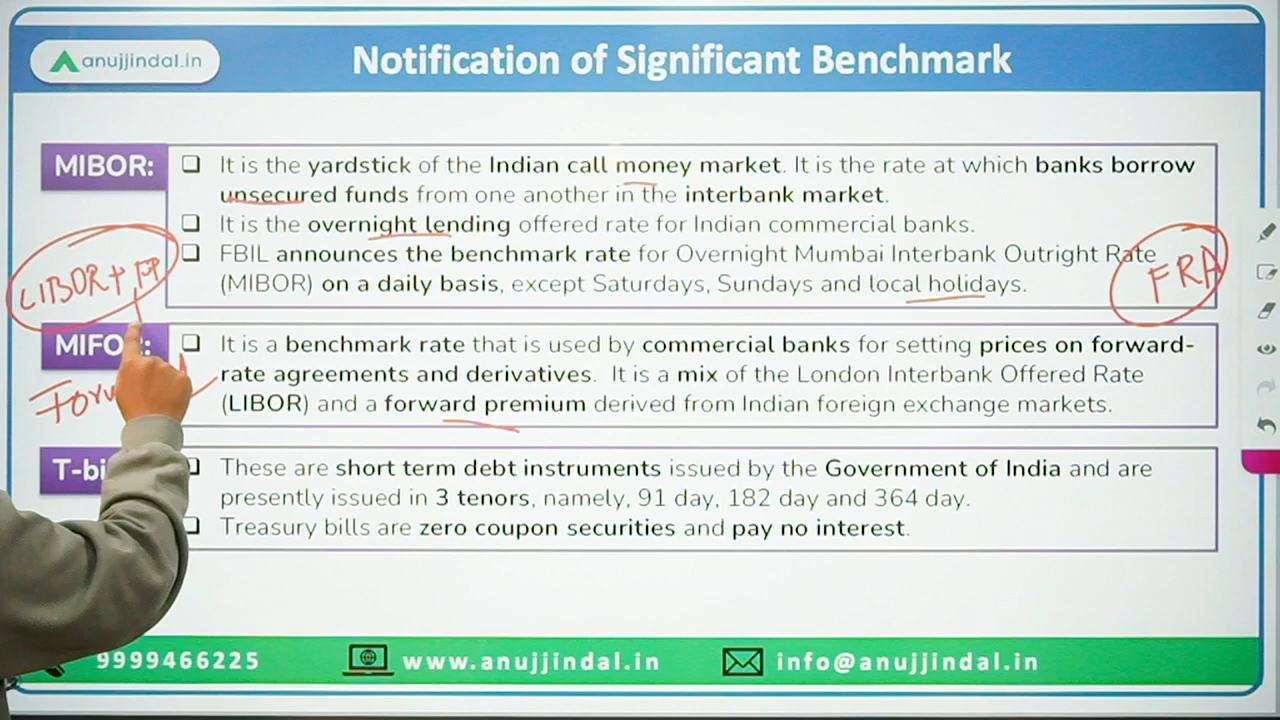 anujjindal.in
Notification of Significant Benchmark
MIBOR:
❑ It is the yardstick of the Indian call money market. It is the rate at which banks borrow
unsecured funds from one another in the interbank market.
❑ It is the overnight lending offered rate for Indian commercial banks.
❑ FBIL announces the benchmark rate for Overnight Mumbai Interbank Outright Rate
(MIBOR) on a daily basis, except Saturdays, Sundays and local holidays.
LIBOR + FP
FRA
❑ It is a benchmark rate that is used by commercial banks for setting prices on forward-
rate agreements and derivatives. It is a mix of the London Interbank Offered Rate
(LIBOR) and a forward premium derived from Indian foreign exchange markets.
❑ These are short term debt instruments issued by the Government of India and are
presently issued in 3 tenors, namely, 91 day, 182 day and 364 day.
❑ Treasury bills are zero coupon securities and pay no interest.
9999466225
www.anujjindal.in
info@anujjindal.in